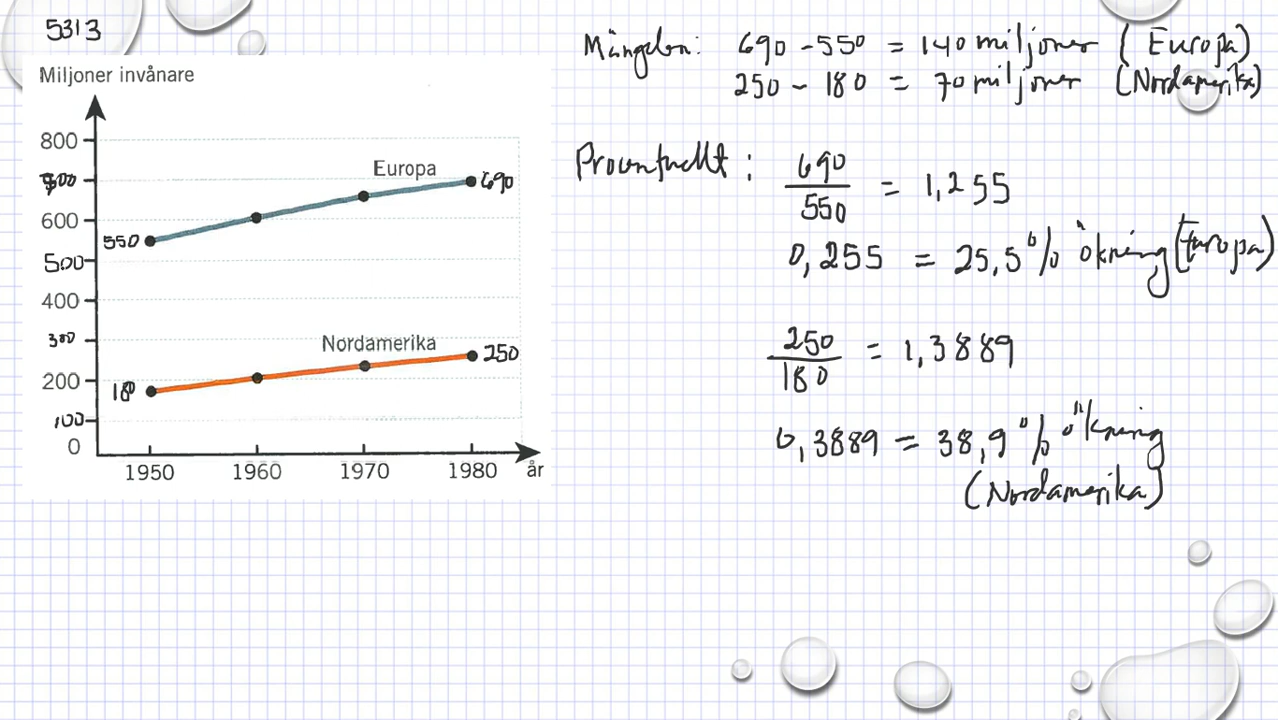 5313
Miljoner invånare
800
700
600
500
400
300
200
100
0
Europa
690
550
Nordamerika
250
180
1950 1960 1970 1980 år
Mängden: 690 - 550 = 140 miljoner (Europa)
250 - 180 = 70 miljoner (Nordamerika)
Procentuellt: 690/550 = 1,255
0,255 = 25,5% ökning (Europa)
250/180 = 1,3889
0,3889 = 38,9% ökning
(Nordamerika)